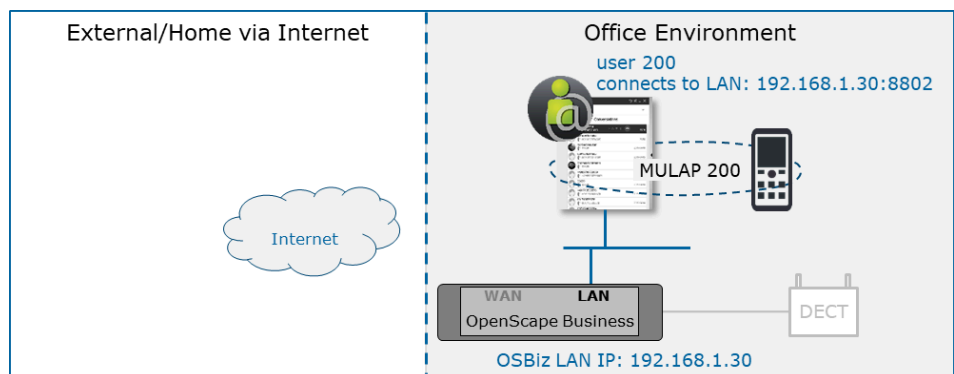 External/Home via Internet
Office Environment
user 200
connects to LAN: 192.168.1.30:8802
@
MULAP 200
Internet
WAN LAN
OpenScape Business
DECT
OSBiz LAN IP: 192.168.1.30